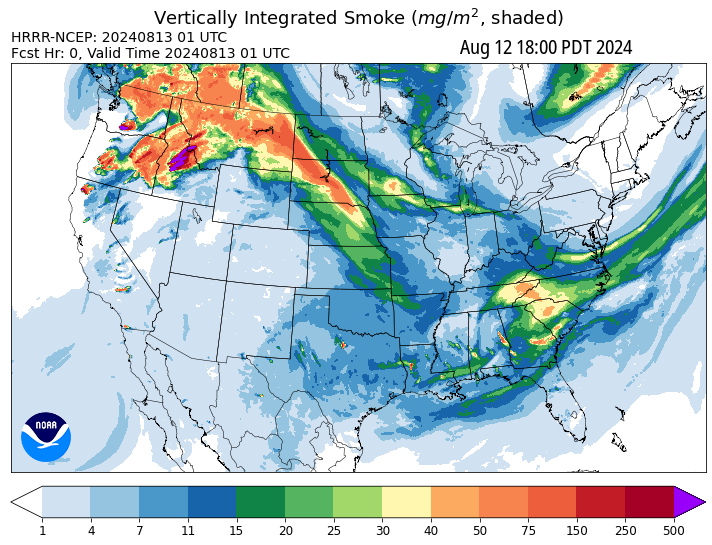 Vertically Integrated Smoke (mg/m², shaded)
HRRR-NCEP: 20240813 01 UTC
Fcst Hr: 0, Valid Time 20240813 01 UTC
Aug 12 18:00 PDT 2024
NOAA
1 4 7 11 15 20 25 30 40 50 75 150 250 500